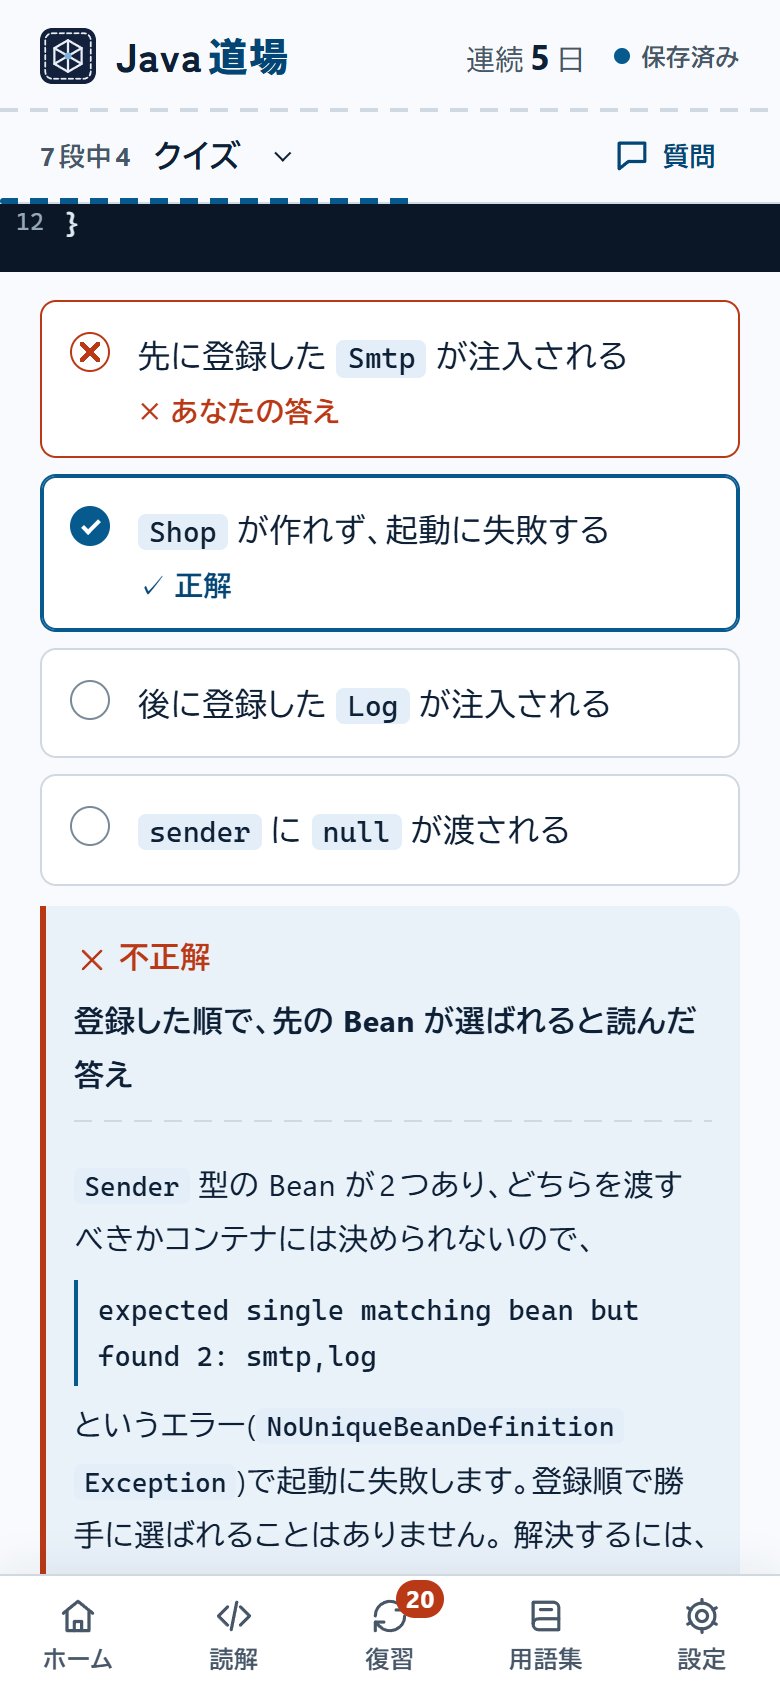 Java道場
連続 5 日
保存済み
7段中4 クイズ
質問
12 }
先に登録した Smtp が注入される
× あなたの答え
Shop が作れず、起動に失敗する
✓ 正解
後に登録した Log が注入される
sender に null が渡される
× 不正解
登録した順で、先の Bean が選ばれると読んだ
答え
Sender 型の Bean が2つあり、どちらを渡す
べきかコンテナには決められないので、
expected single matching bean but
found 2: smtp,log
というエラー(NoUniqueBeanDefinition
Exception)で起動に失敗します。登録順で勝
手に選ばれることはありません。解決するには、
20
ホーム
読解
復習
用語集
設定